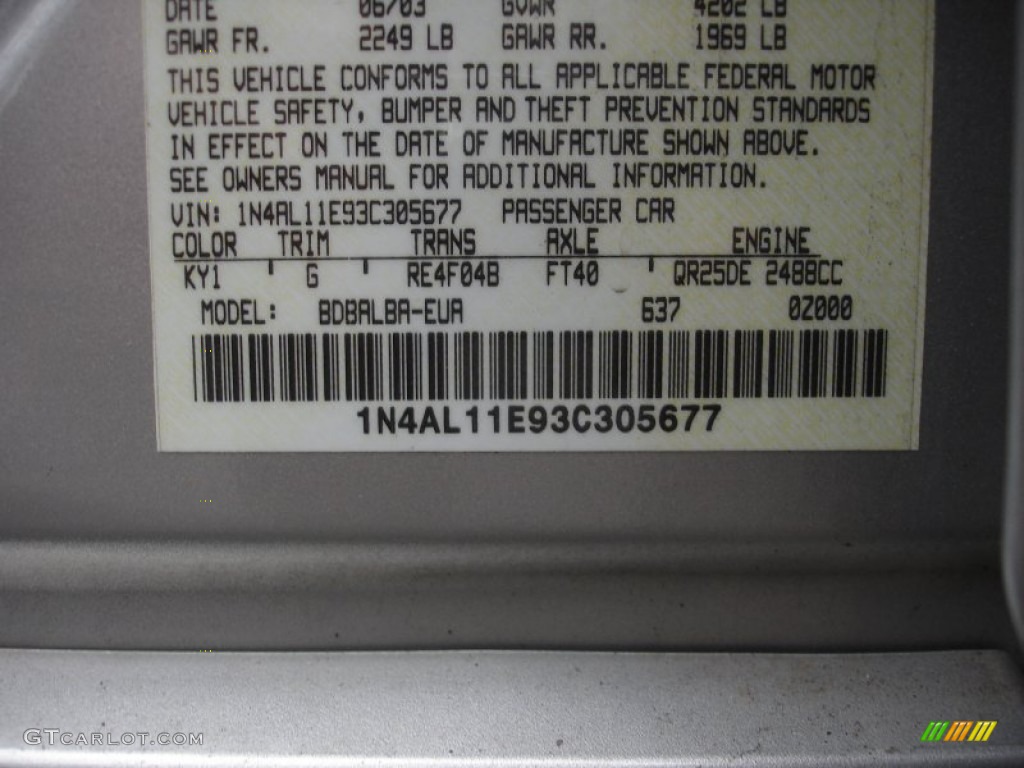 DATE 06/03 GVWR 4202 LB
GAWR FR. 2249 LB GAWR RR. 1969 LB
THIS VEHICLE CONFORMS TO ALL APPLICABLE FEDERAL MOTOR
VEHICLE SAFETY, BUMPER AND THEFT PREVENTION STANDARDS
IN EFFECT ON THE DATE OF MANUFACTURE SHOWN ABOVE.
SEE OWNERS MANUAL FOR ADDITIONAL INFORMATION.
VIN: 1N4AL11E93C305677 PASSENGER CAR
COLOR TRIM TRANS AXLE ENGINE
KY1 G RE4F04B FT40 QR25DE 2488CC
MODEL: BDBALBA-EUA 637 0Z000
1N4AL11E93C305677
GTCARLOT.COM